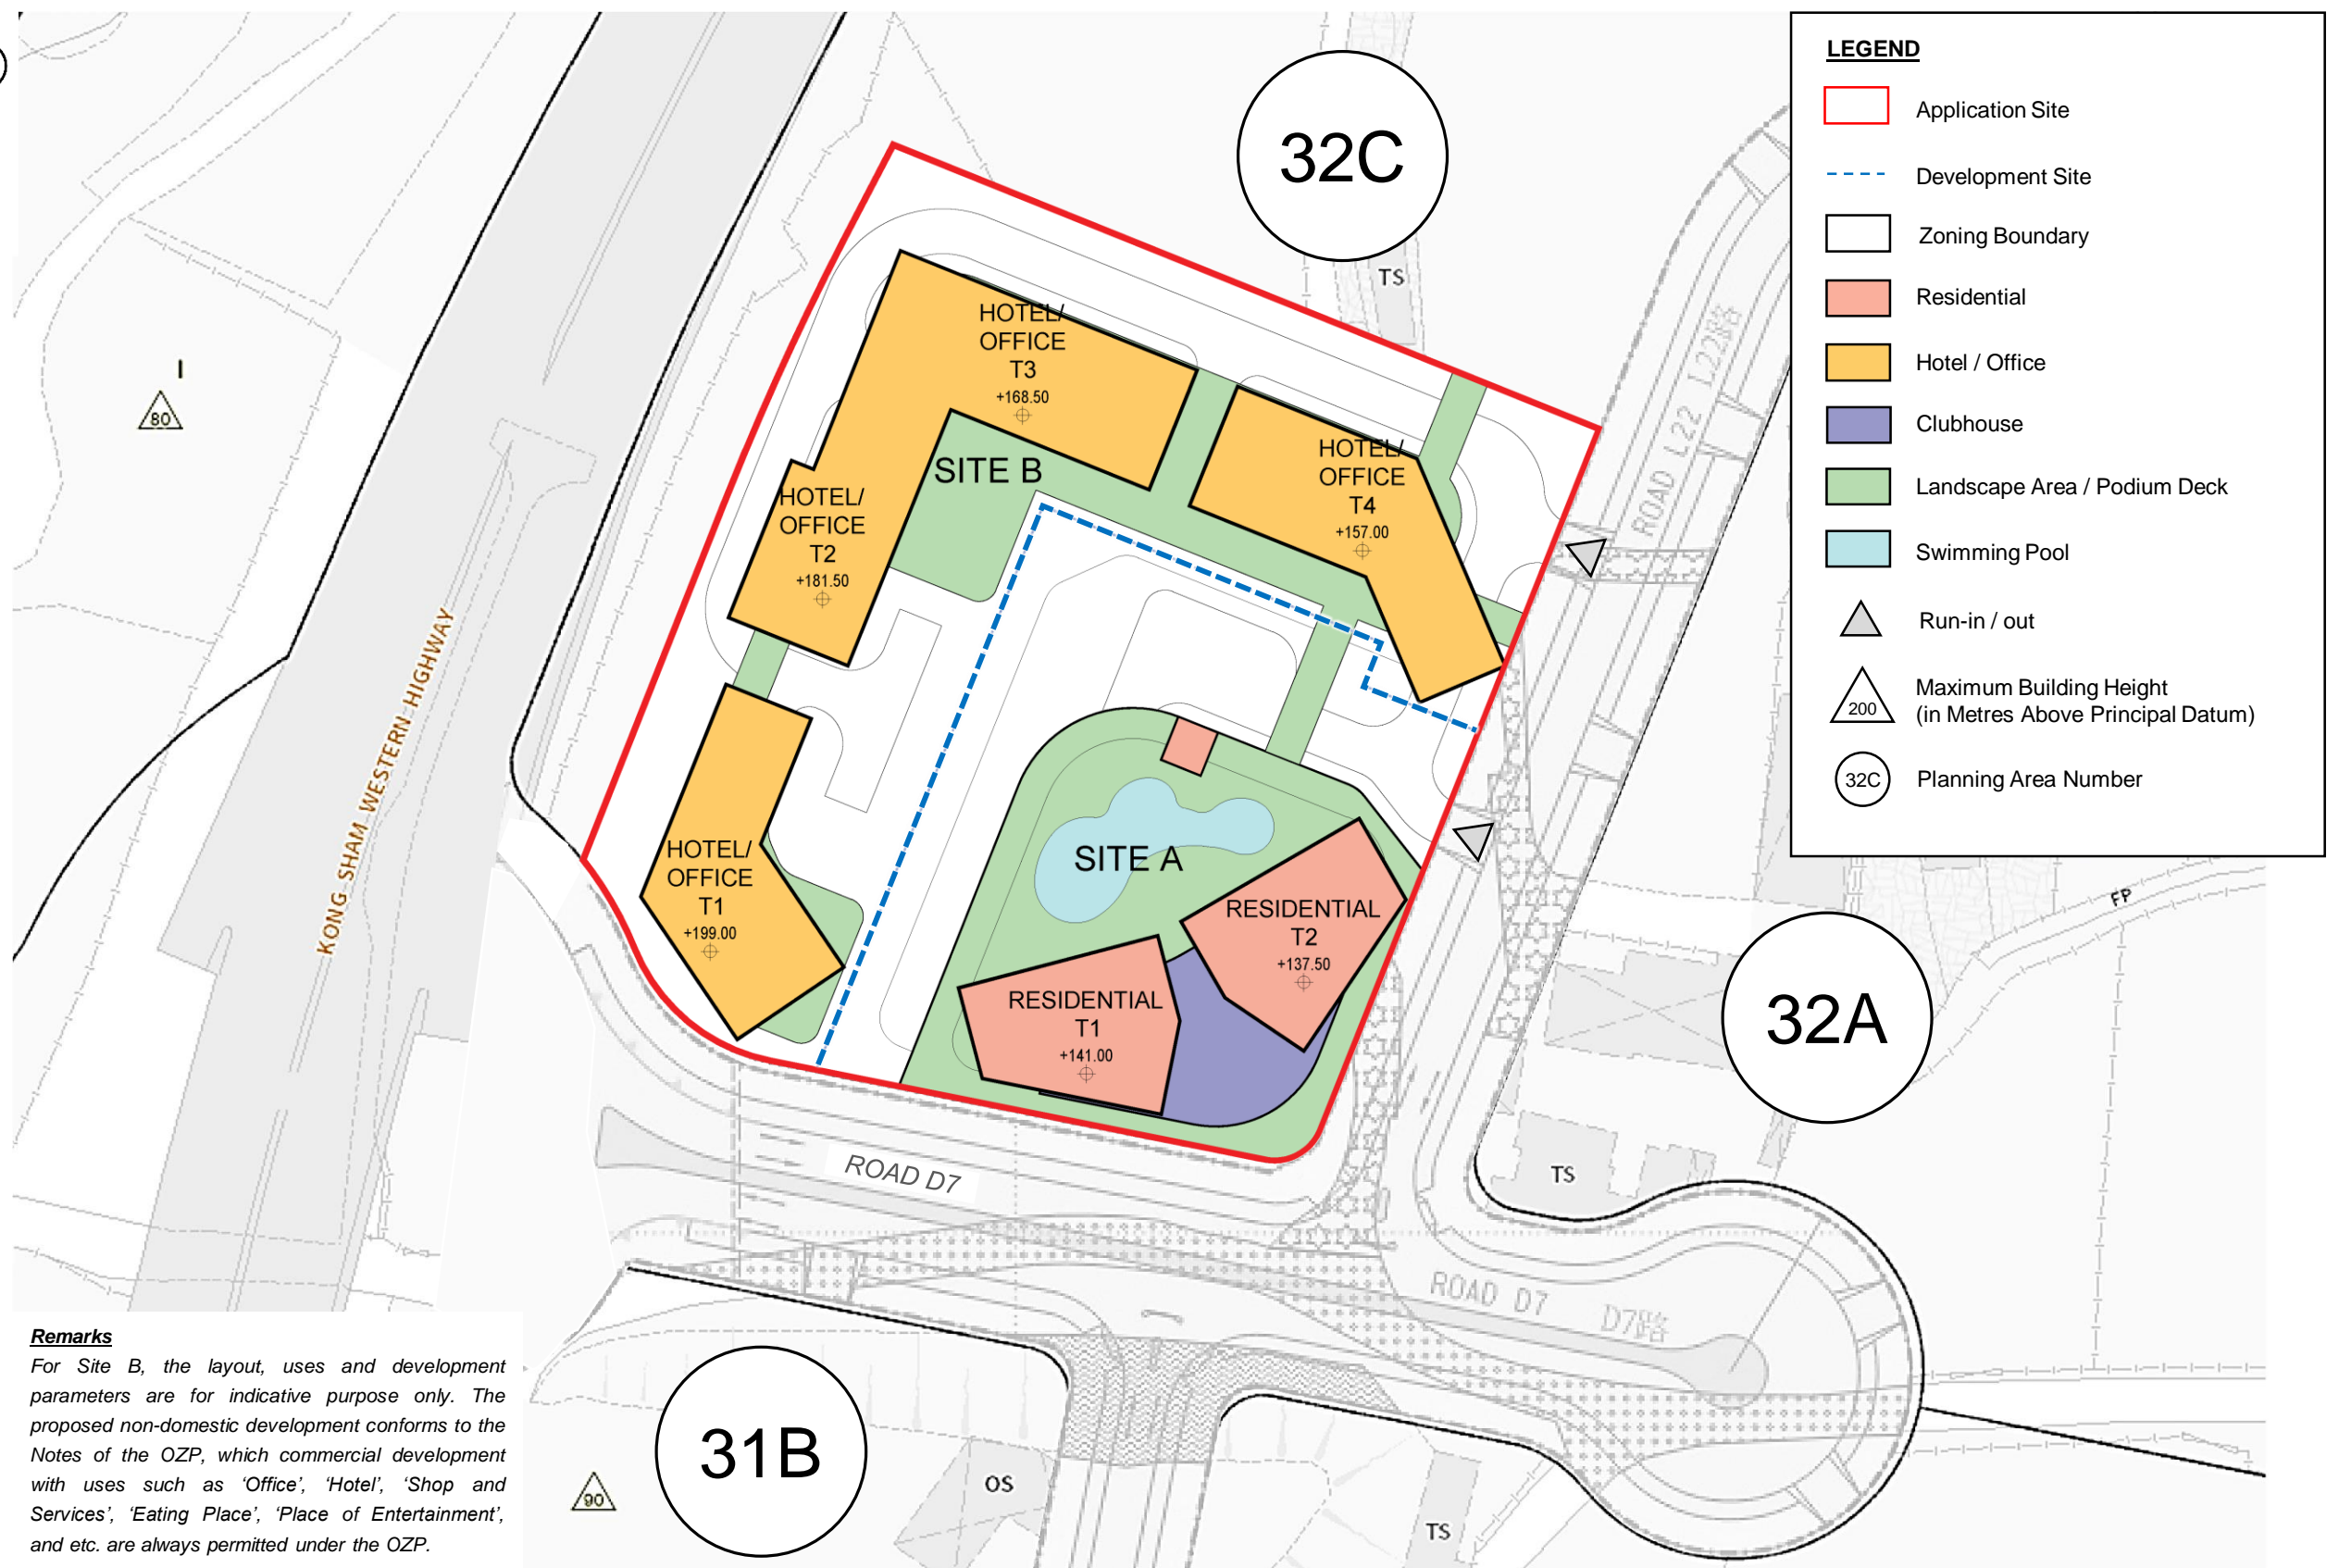 32C
TS
HOTEL/
OFFICE
T3
+168.50
SITE B
HOTEL/
OFFICE
T4
+157.00
HOTEL/
OFFICE
T2
+181.50
HOTEL/
OFFICE
T1
+199.00
SITE A
RESIDENTIAL
T2
+137.50
RESIDENTIAL
T1
+141.00
I
80
KONG SHAM WESTERN HIGHWAY
ROAD L22 L22路
ROAD D7
ROAD D7 D7路
32A
FP
TS
31B
90
OS
TS
LEGEND
Application Site
Development Site
Zoning Boundary
Residential
Hotel / Office
Clubhouse
Landscape Area / Podium Deck
Swimming Pool
Run-in / out
200
Maximum Building Height
(in Metres Above Principal Datum)
32C
Planning Area Number
Remarks
For Site B, the layout, uses and development
parameters are for indicative purpose only. The
proposed non-domestic development conforms to the
Notes of the OZP, which commercial development
with uses such as ‘Office’, ‘Hotel’, ‘Shop and
Services’, ‘Eating Place’, ‘Place of Entertainment’,
and etc. are always permitted under the OZP.